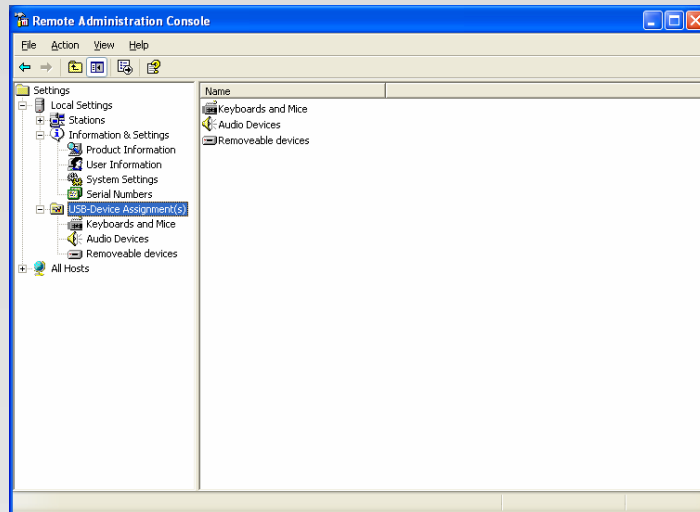 Remote Administration Console
File Action View Help
Settings
Local Settings
Stations
Information & Settings
Product Information
User Information
System Settings
Serial Numbers
USB-Device Assignment(s)
Keyboards and Mice
Audio Devices
Removeable devices
All Hosts
Name
Keyboards and Mice
Audio Devices
Removeable devices